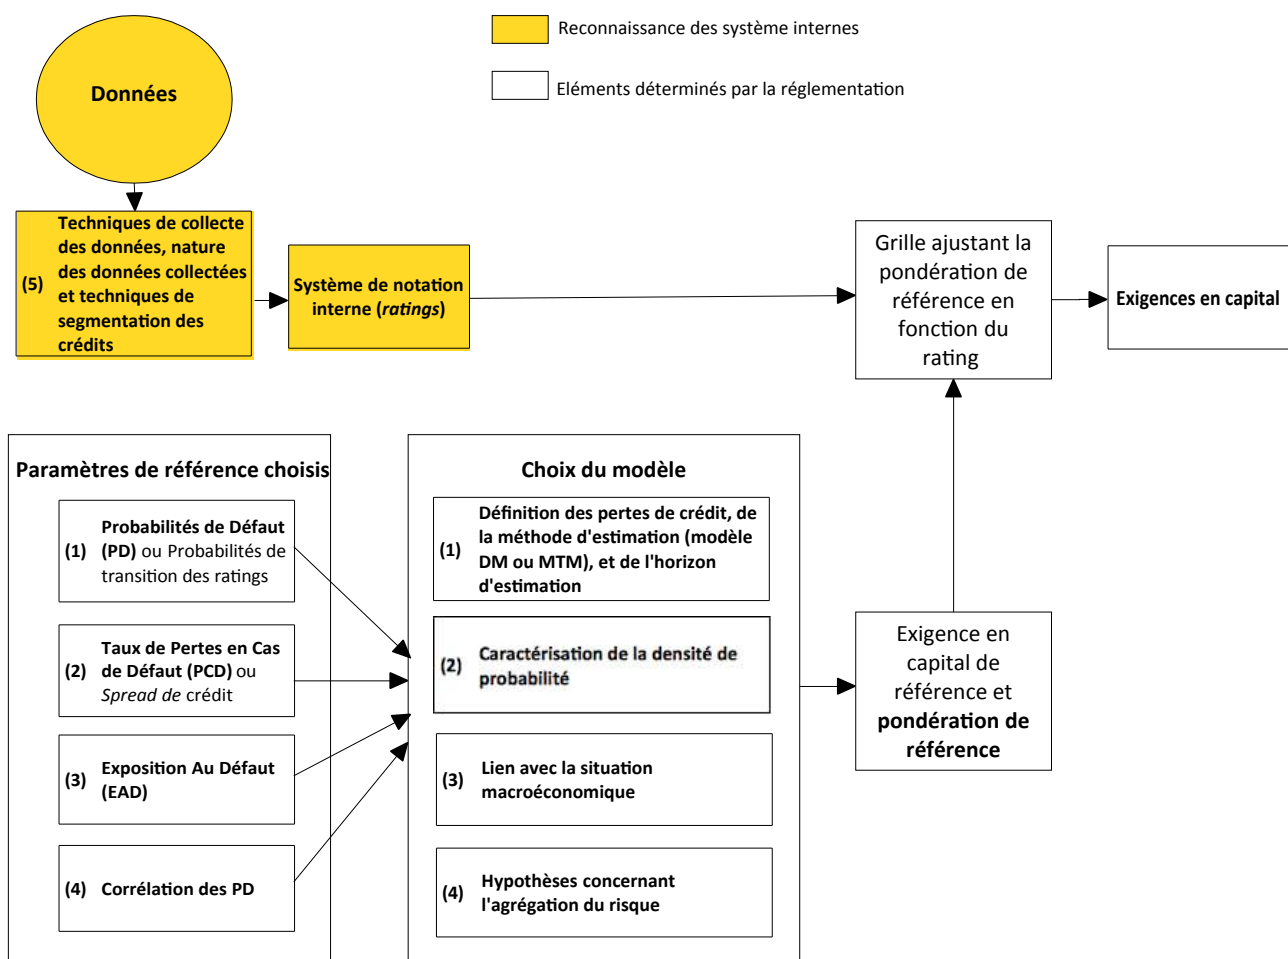 Reconnaissance des système internes
Eléments déterminés par la réglementation
Données
(5)
Techniques de collecte
des données, nature
des données collectées
et techniques de
segmentation des
crédits
Système de notation
interne (ratings)
Grille ajustant la
pondération de
référence en
fonction du
rating
Exigences en capital
Paramètres de référence choisis
(1)
Probabilités de Défaut
(PD) ou Probabilités de
transition des ratings
(2)
Taux de Pertes en Cas
de Défaut (PCD) ou
Spread de crédit
(3)
Exposition Au Défaut
(EAD)
(4)
Corrélation des PD
Choix du modèle
(1)
Définition des pertes de crédit, de
la méthode d'estimation (modèle
DM ou MTM), et de l'horizon
d'estimation
(2)
Caractérisation de la densité de
probabilité
(3)
Lien avec la situation
macroéconomique
(4)
Hypothèses concernant
l'agrégation du risque
Exigence en
capital de
référence et
pondération de
référence